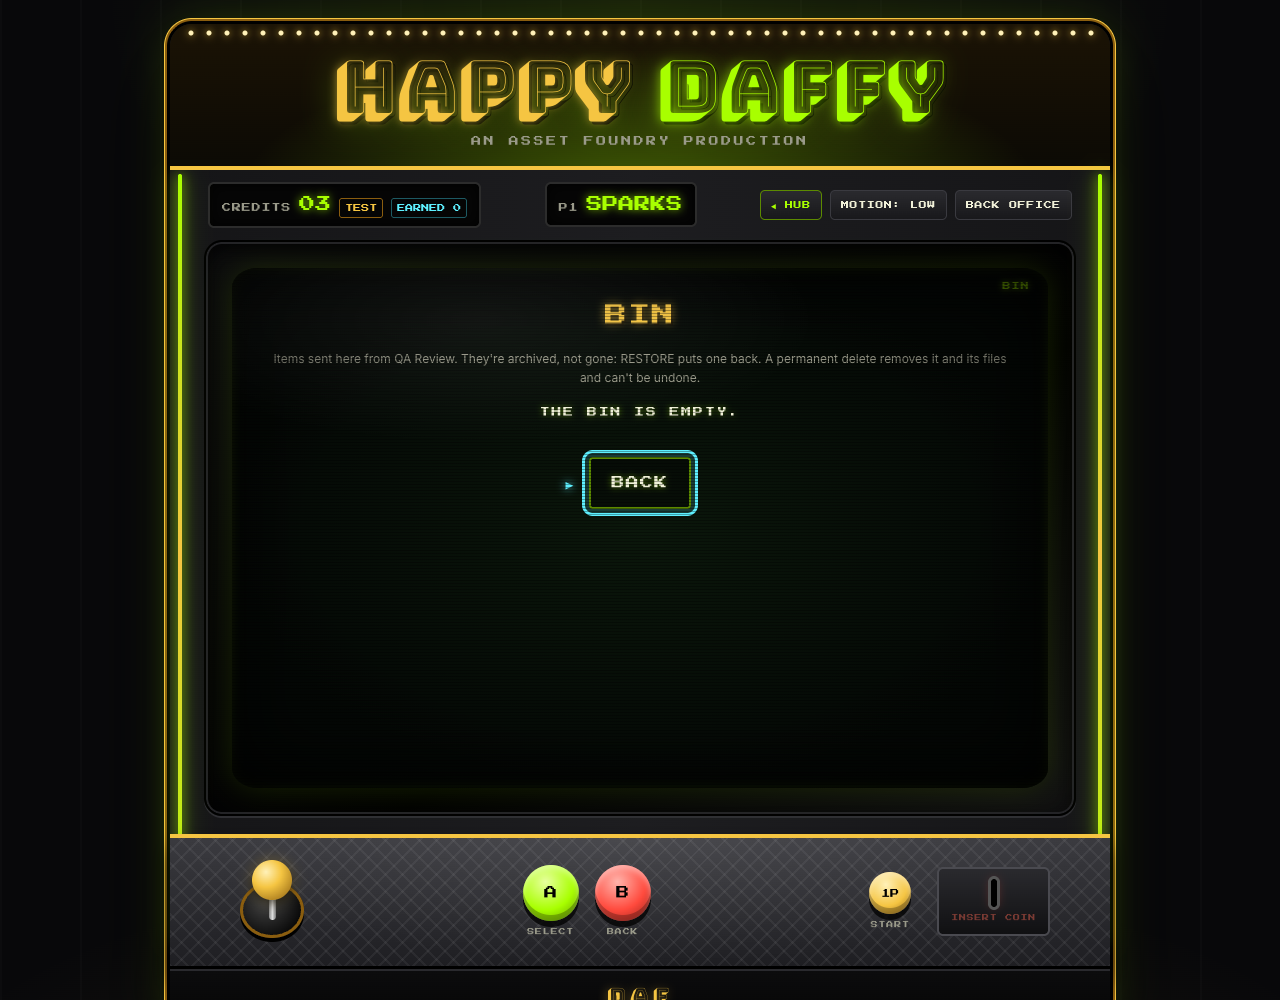 HAPPY DAFFY
AN ASSET FOUNDRY PRODUCTION
CREDITS 03 TEST EARNED 0
P1 SPARKS
◂ HUB
MOTION: LOW
BACK OFFICE
BIN
BIN
Items sent here from QA Review. They're archived, not gone: RESTORE puts one back. A permanent delete removes it and its files
and can't be undone.
THE BIN IS EMPTY.
► BACK
A
B
SELECT
BACK
1P
START
INSERT COIN